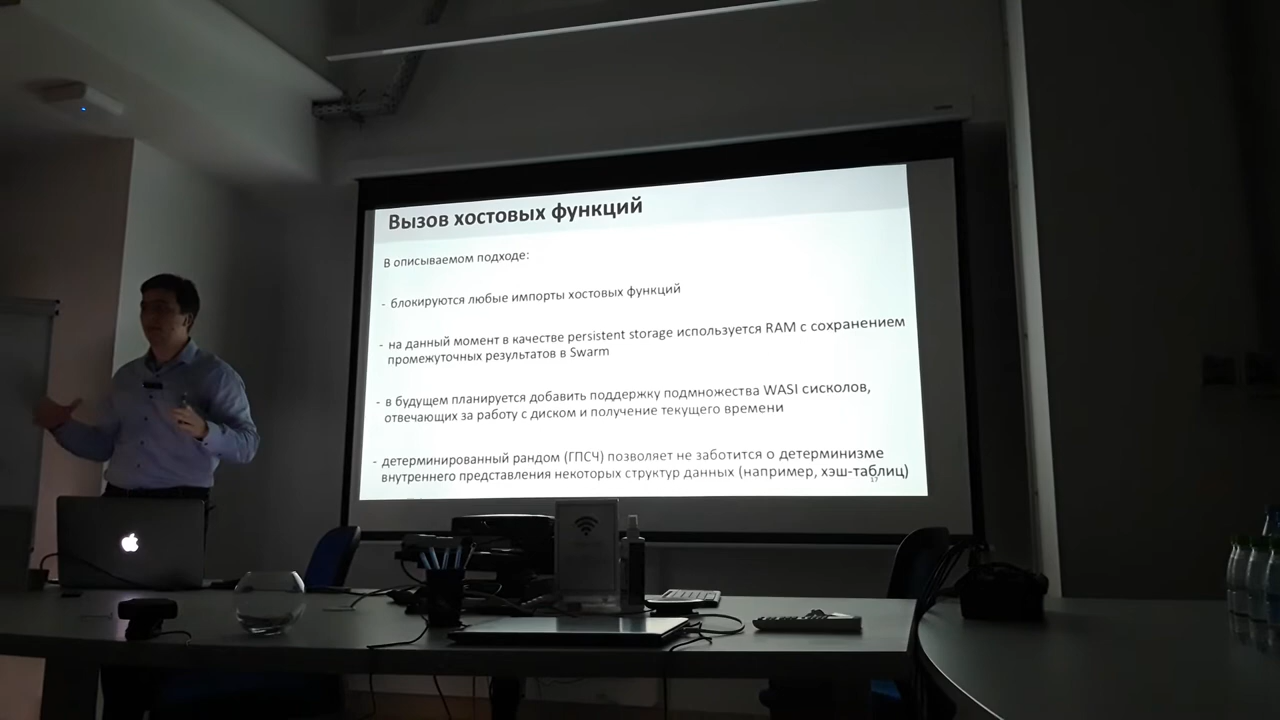 Вызов хостовых функций
В описываемом подходе:
- блокируются любые импорты хостовых функций
- на данный момент в качестве persistent storage используется RAM с сохранением
промежуточных результатов в Swarm
- в будущем планируется добавить поддержку подмножества WASI сисколов,
отвечающих за работу с диском и получение текущего времени
- детерминированный рандом (ГПСЧ) позволяет не заботится о детерминизме
внутреннего представления некоторых структур данных (например, хэш-таблиц)
17